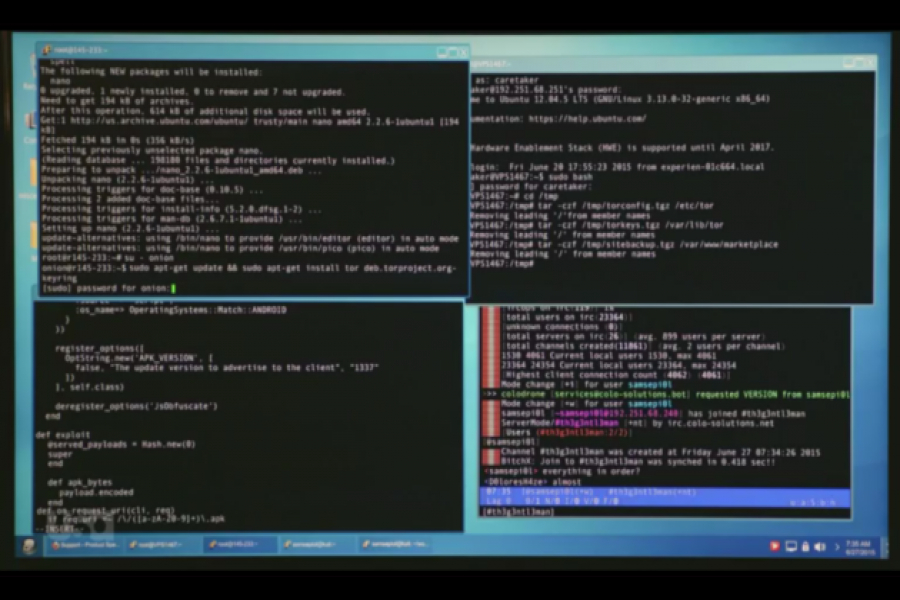 root@145-233:~
The following NEW packages will be installed:
nano
0 upgraded, 1 newly installed, 0 to remove and 7 not upgraded.
Need to get 194 kB of archives.
After this operation, 614 kB of additional disk space will be used.
Get:1 http://us.archive.ubuntu.com/ubuntu/ trusty/main nano amd64 2.2.6-1ubuntu1 [194
kB]
Fetched 194 kB in 0s (356 kB/s)
Selecting previously unselected package nano.
(Reading database ... 198100 files and directories currently installed.)
Preparing to unpack .../nano_2.2.6-1ubuntu1_amd64.deb ...
Unpacking nano (2.2.6-1ubuntu1) ...
Processing triggers for doc-base (0.10.5) ...
Processing 2 added doc-base files...
Processing triggers for install-info (5.2.0.dfsg.1-2) ...
Processing triggers for man-db (2.6.7.1-1ubuntu1) ...
Setting up nano (2.2.6-1ubuntu1) ...
update-alternatives: using /bin/nano to provide /usr/bin/editor (editor) in auto mode
update-alternatives: using /bin/nano to provide /usr/bin/pico (pico) in auto mode
root@r145-233:~# su - onion
onion@r145-233:~$ sudo apt-get update && sudo apt-get install tor deb.torproject.org-
keyring
[sudo] password for onion:
@VPS1467:~
as: caretaker
aker@192.251.68.251's password:
me to Ubuntu 12.04.5 LTS (GNU/Linux 3.13.0-32-generic x86_64)
umentation: https://help.ubuntu.com/
Hardware Enablement Stack (HWE) is supported until April 2017.
login: Fri June 20 17:55:23 2015 from experien-01c664.local
aker@VPS1467:~$ sudo bash
] password for caretaker:
VPS1467:~# cd /tmp
VPS1467:/tmp# tar -czf /tmp/torconfig.tgz /etc/tor
Removing leading '/' from member names
VPS1467:/tmp# tar -czf /tmp/torkeys.tgz /var/lib/tor
Removing leading '/' from member names
VPS1467:/tmp# tar -czf /tmp/sitebackup.tgz /var/www/marketplace
Removing leading '/' from member names
VPS1467:/tmp#
:os_name=> OperatingSystems::Match::ANDROID
}
}))
register_options([
OptString.new('APK_VERSION', [
false, "The update version to advertise to the client", "1337"
])
], self.class)
deregister_options('JsObfuscate')
end
def exploit
@served_payloads = Hash.new(0)
super
end
def apk_bytes
payload.encoded
end
def on_request_uri(cli, req)
if req.uri =~ /\/([a-zA-Z0-9]+)\.apk
--INSERT--
total users on irc 23364
unknown connections (0)
total servers on irc 26 (avg. 899 users per server)
total channels created 11861 (avg. 2 users per channel)
1530 4061 Current local users 1530, max 4061
23364 24354 Current local users 23364, max 24354
Highest client connection count (4062) (4061)
Mode change [+i] for user samsepi0l
>> colodrone [services@colo-solutions.bot] requested VERSION from samsepi0l
Mode change [+w] for user samsepi0l
samsepi0l [~samsepi0l@192.251.68.240] has joined #th3g3ntl3man
ServerMode/#th3g3ntl3man [+nt] by irc.colo-solutions.net
Users (#th3g3ntl3man:2/2)
@samsepi0l
Channel #th3g3ntl3man was created at Friday June 27 07:34:26 2015
BitchX: Join to #th3g3ntl3man was synched in 0.418 sec!!
<samsepi0l> everything in order?
<D0loresH4ze> almost
07:35
[#th3g3ntl3man]
7:35 AM
6/27/2015